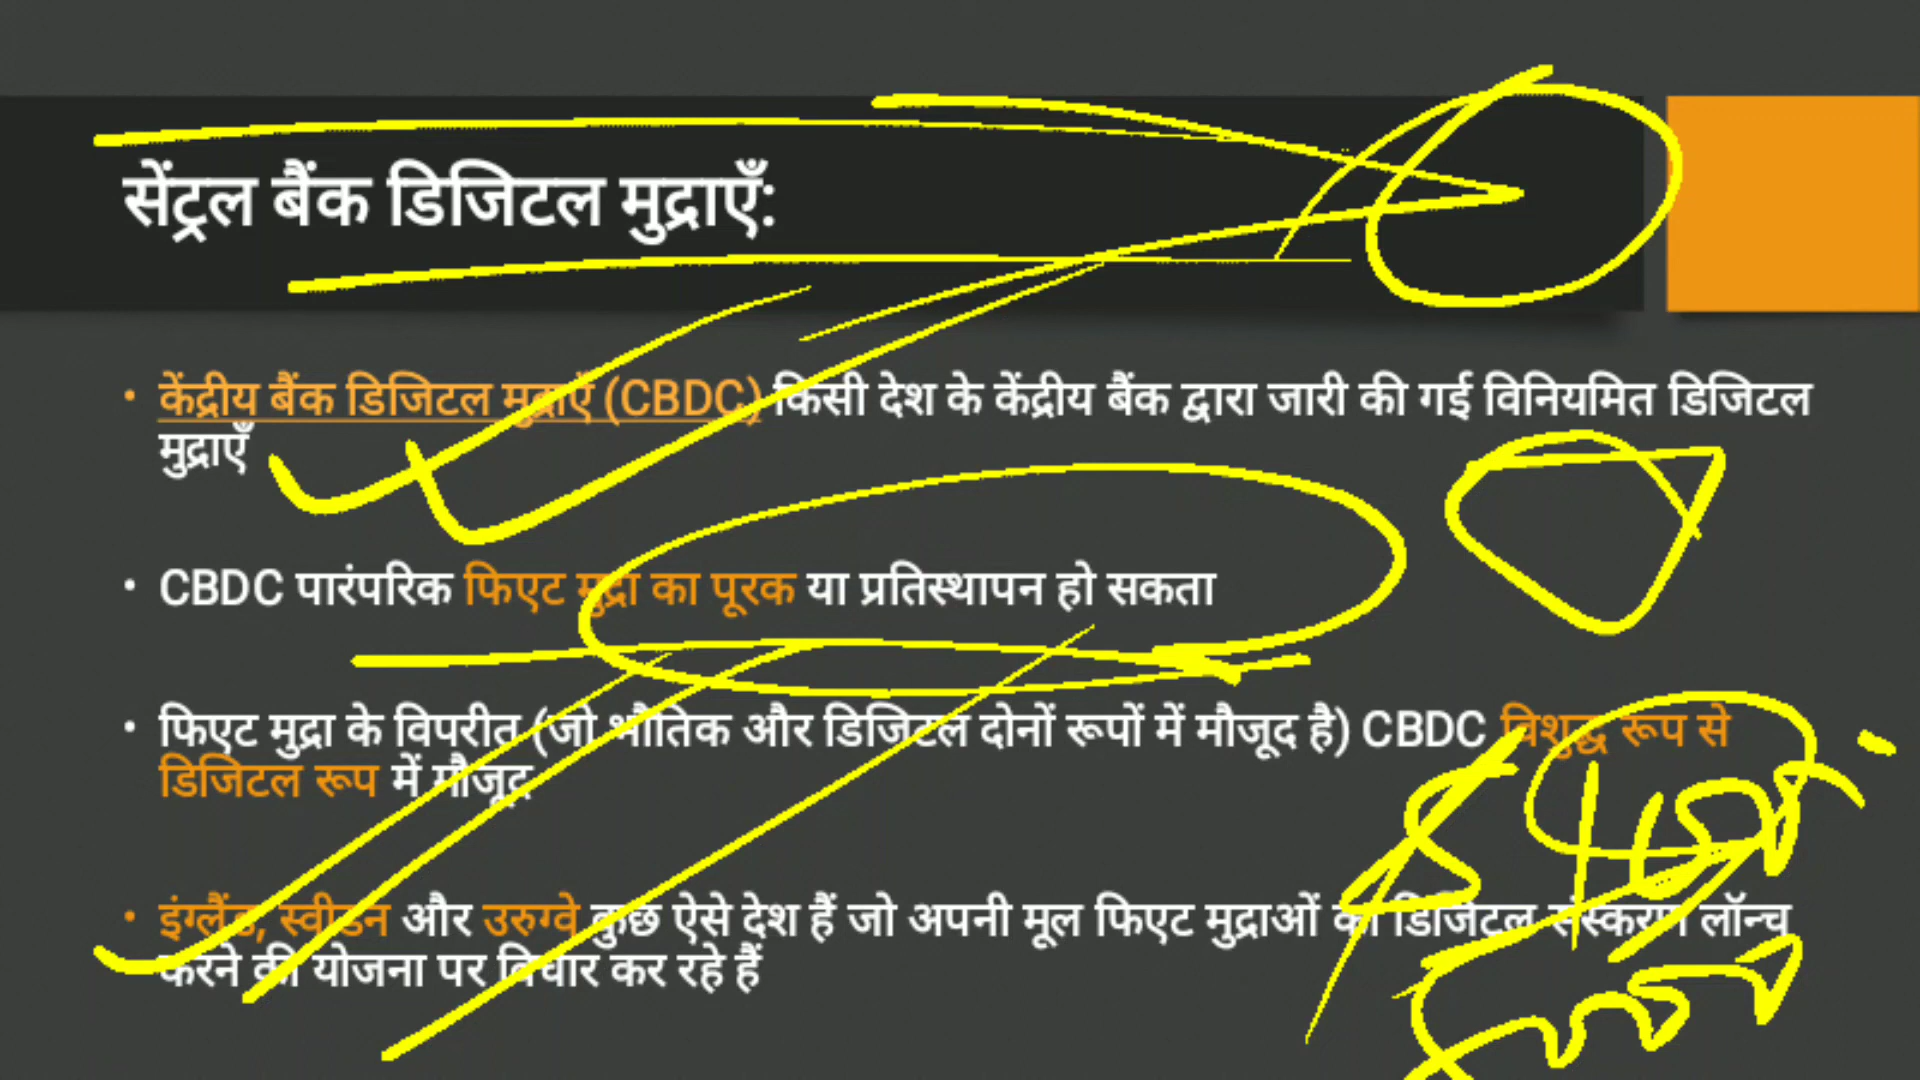 सेंट्रल बैंक डिजिटल मुद्राएँ:
• केंद्रीय बैंक डिजिटल मुद्राएँ (CBDC) किसी देश के केंद्रीय बैंक द्वारा जारी की गई विनियमित डिजिटल
मुद्राएँ
• CBDC पारंपरिक फिएट मुद्रा का पूरक या प्रतिस्थापन हो सकता
• फिएट मुद्रा के विपरीत (जो भौतिक और डिजिटल दोनों रूपों में मौजूद है) CBDC विशुद्ध रूप से
डिजिटल रूप में मौजूद
• इंग्लैंड, स्वीडन और उरुग्वे कुछ ऐसे देश हैं जो अपनी मूल फिएट मुद्राओं का डिजिटल संस्करण लॉन्च
करने की योजना पर विचार कर रहे हैं